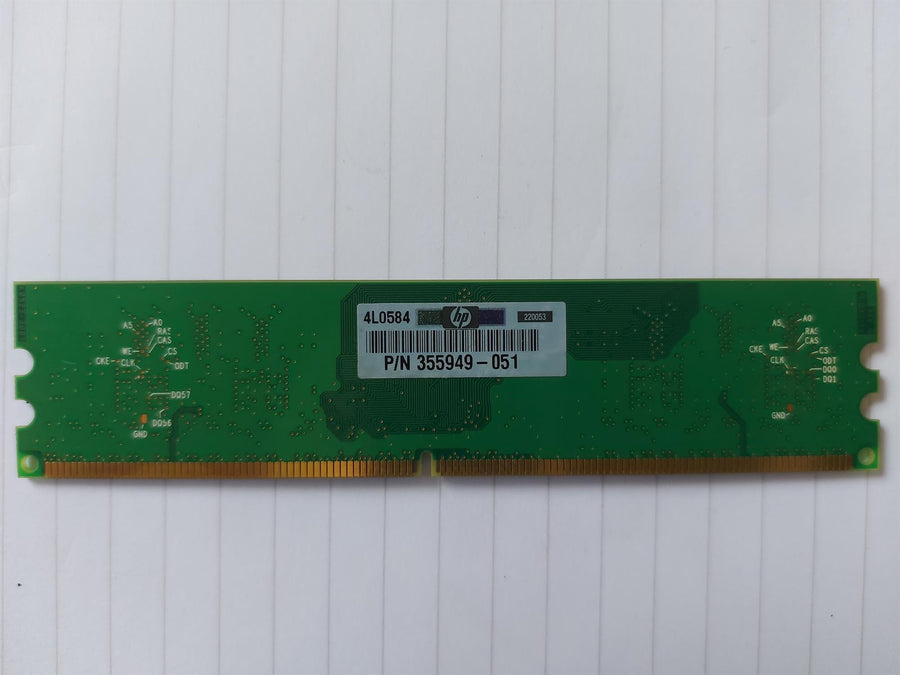 4L0584 hp 220053
P/N 355949-051
A5 A0
RAS
CAS
WE
CS
CKE CLK
ODT
DQ57
DQ56
GND
A5 A0
RAS
CAS
WE
CKE CS
CLK ODT
DQ0
DQ1
GND